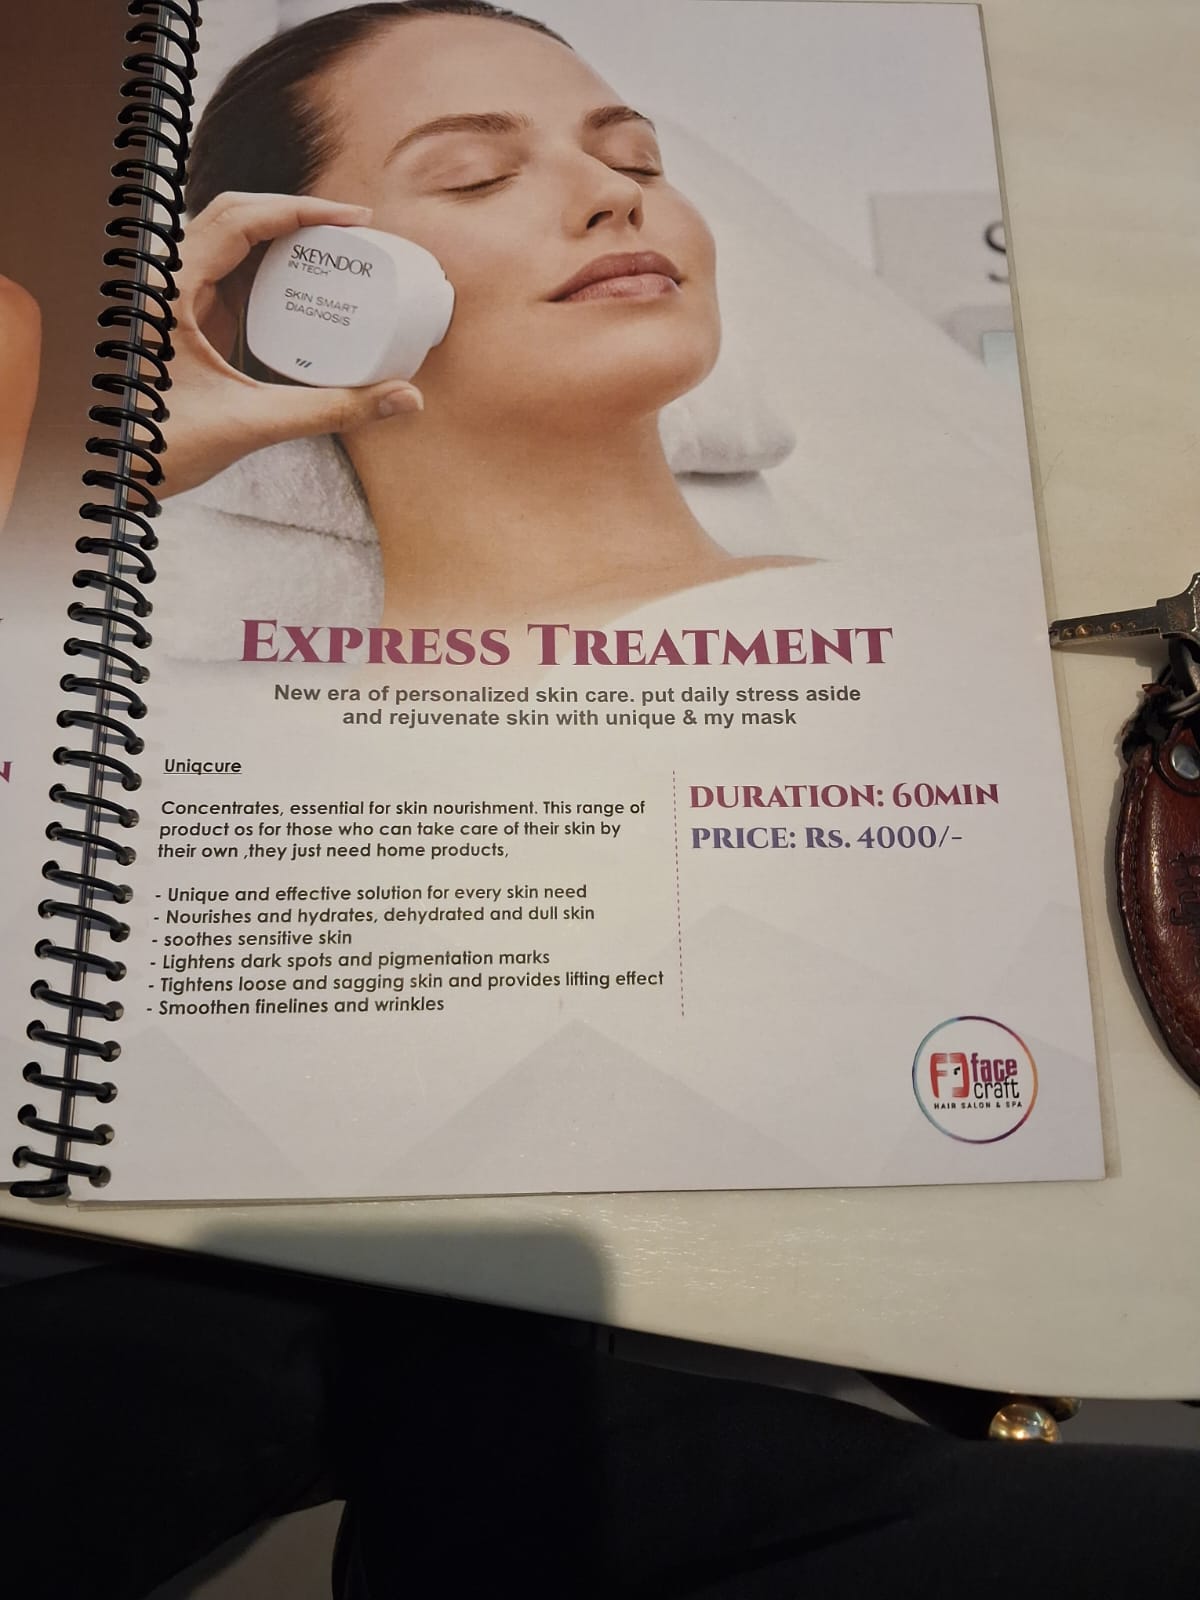 SKEYNDOR
IN TECH
SKIN SMART
DIAGNOSIS
S
EXPRESS TREATMENT
New era of personalized skin care. put daily stress aside
and rejuvenate skin with unique & my mask
Uniqcure
Concentrates, essential for skin nourishment. This range of
product os for those who can take care of their skin by
their own ,they just need home products,
- Unique and effective solution for every skin need
- Nourishes and hydrates, dehydrated and dull skin
- soothes sensitive skin
- Lightens dark spots and pigmentation marks
- Tightens loose and sagging skin and provides lifting effect
- Smoothen finelines and wrinkles
DURATION: 60MIN
PRICE: RS. 4000/-
face
craft
HAIR SALON & SPA
N